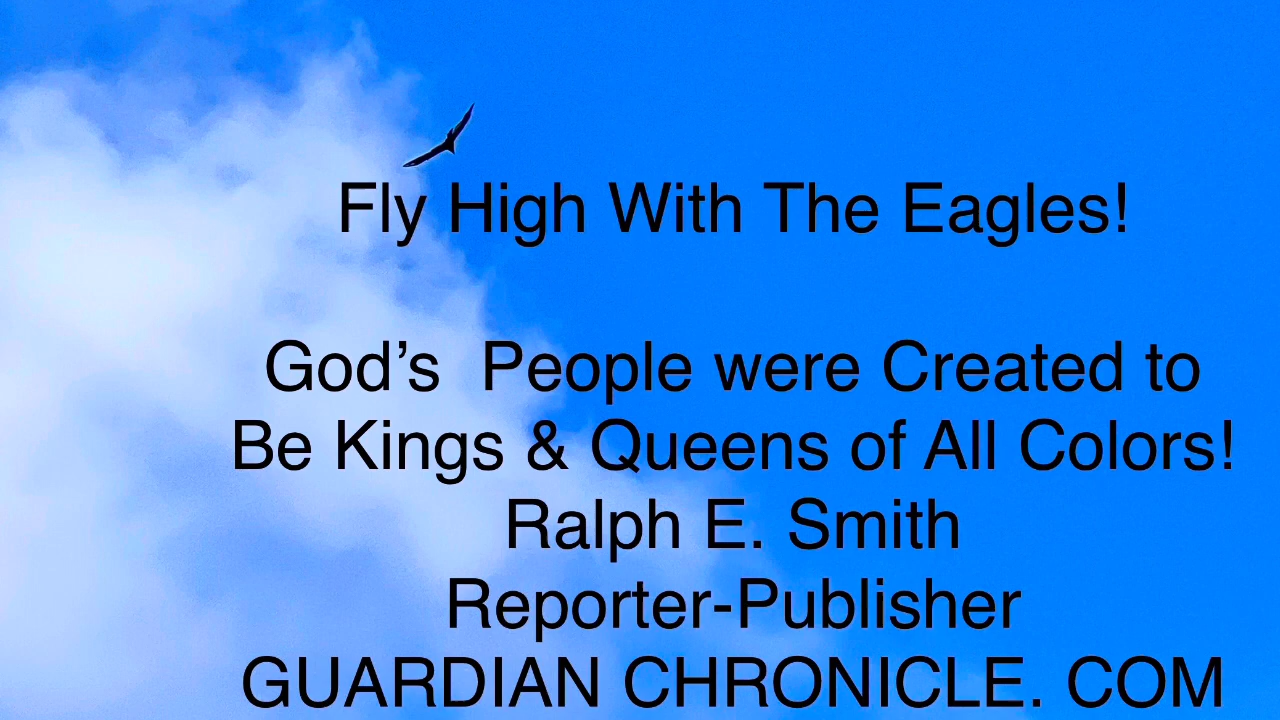 Fly High With The Eagles!
God’s  People were Created to
Be Kings & Queens of All Colors!
Ralph E. Smith
Reporter-Publisher
GUARDIAN CHRONICLE. COM